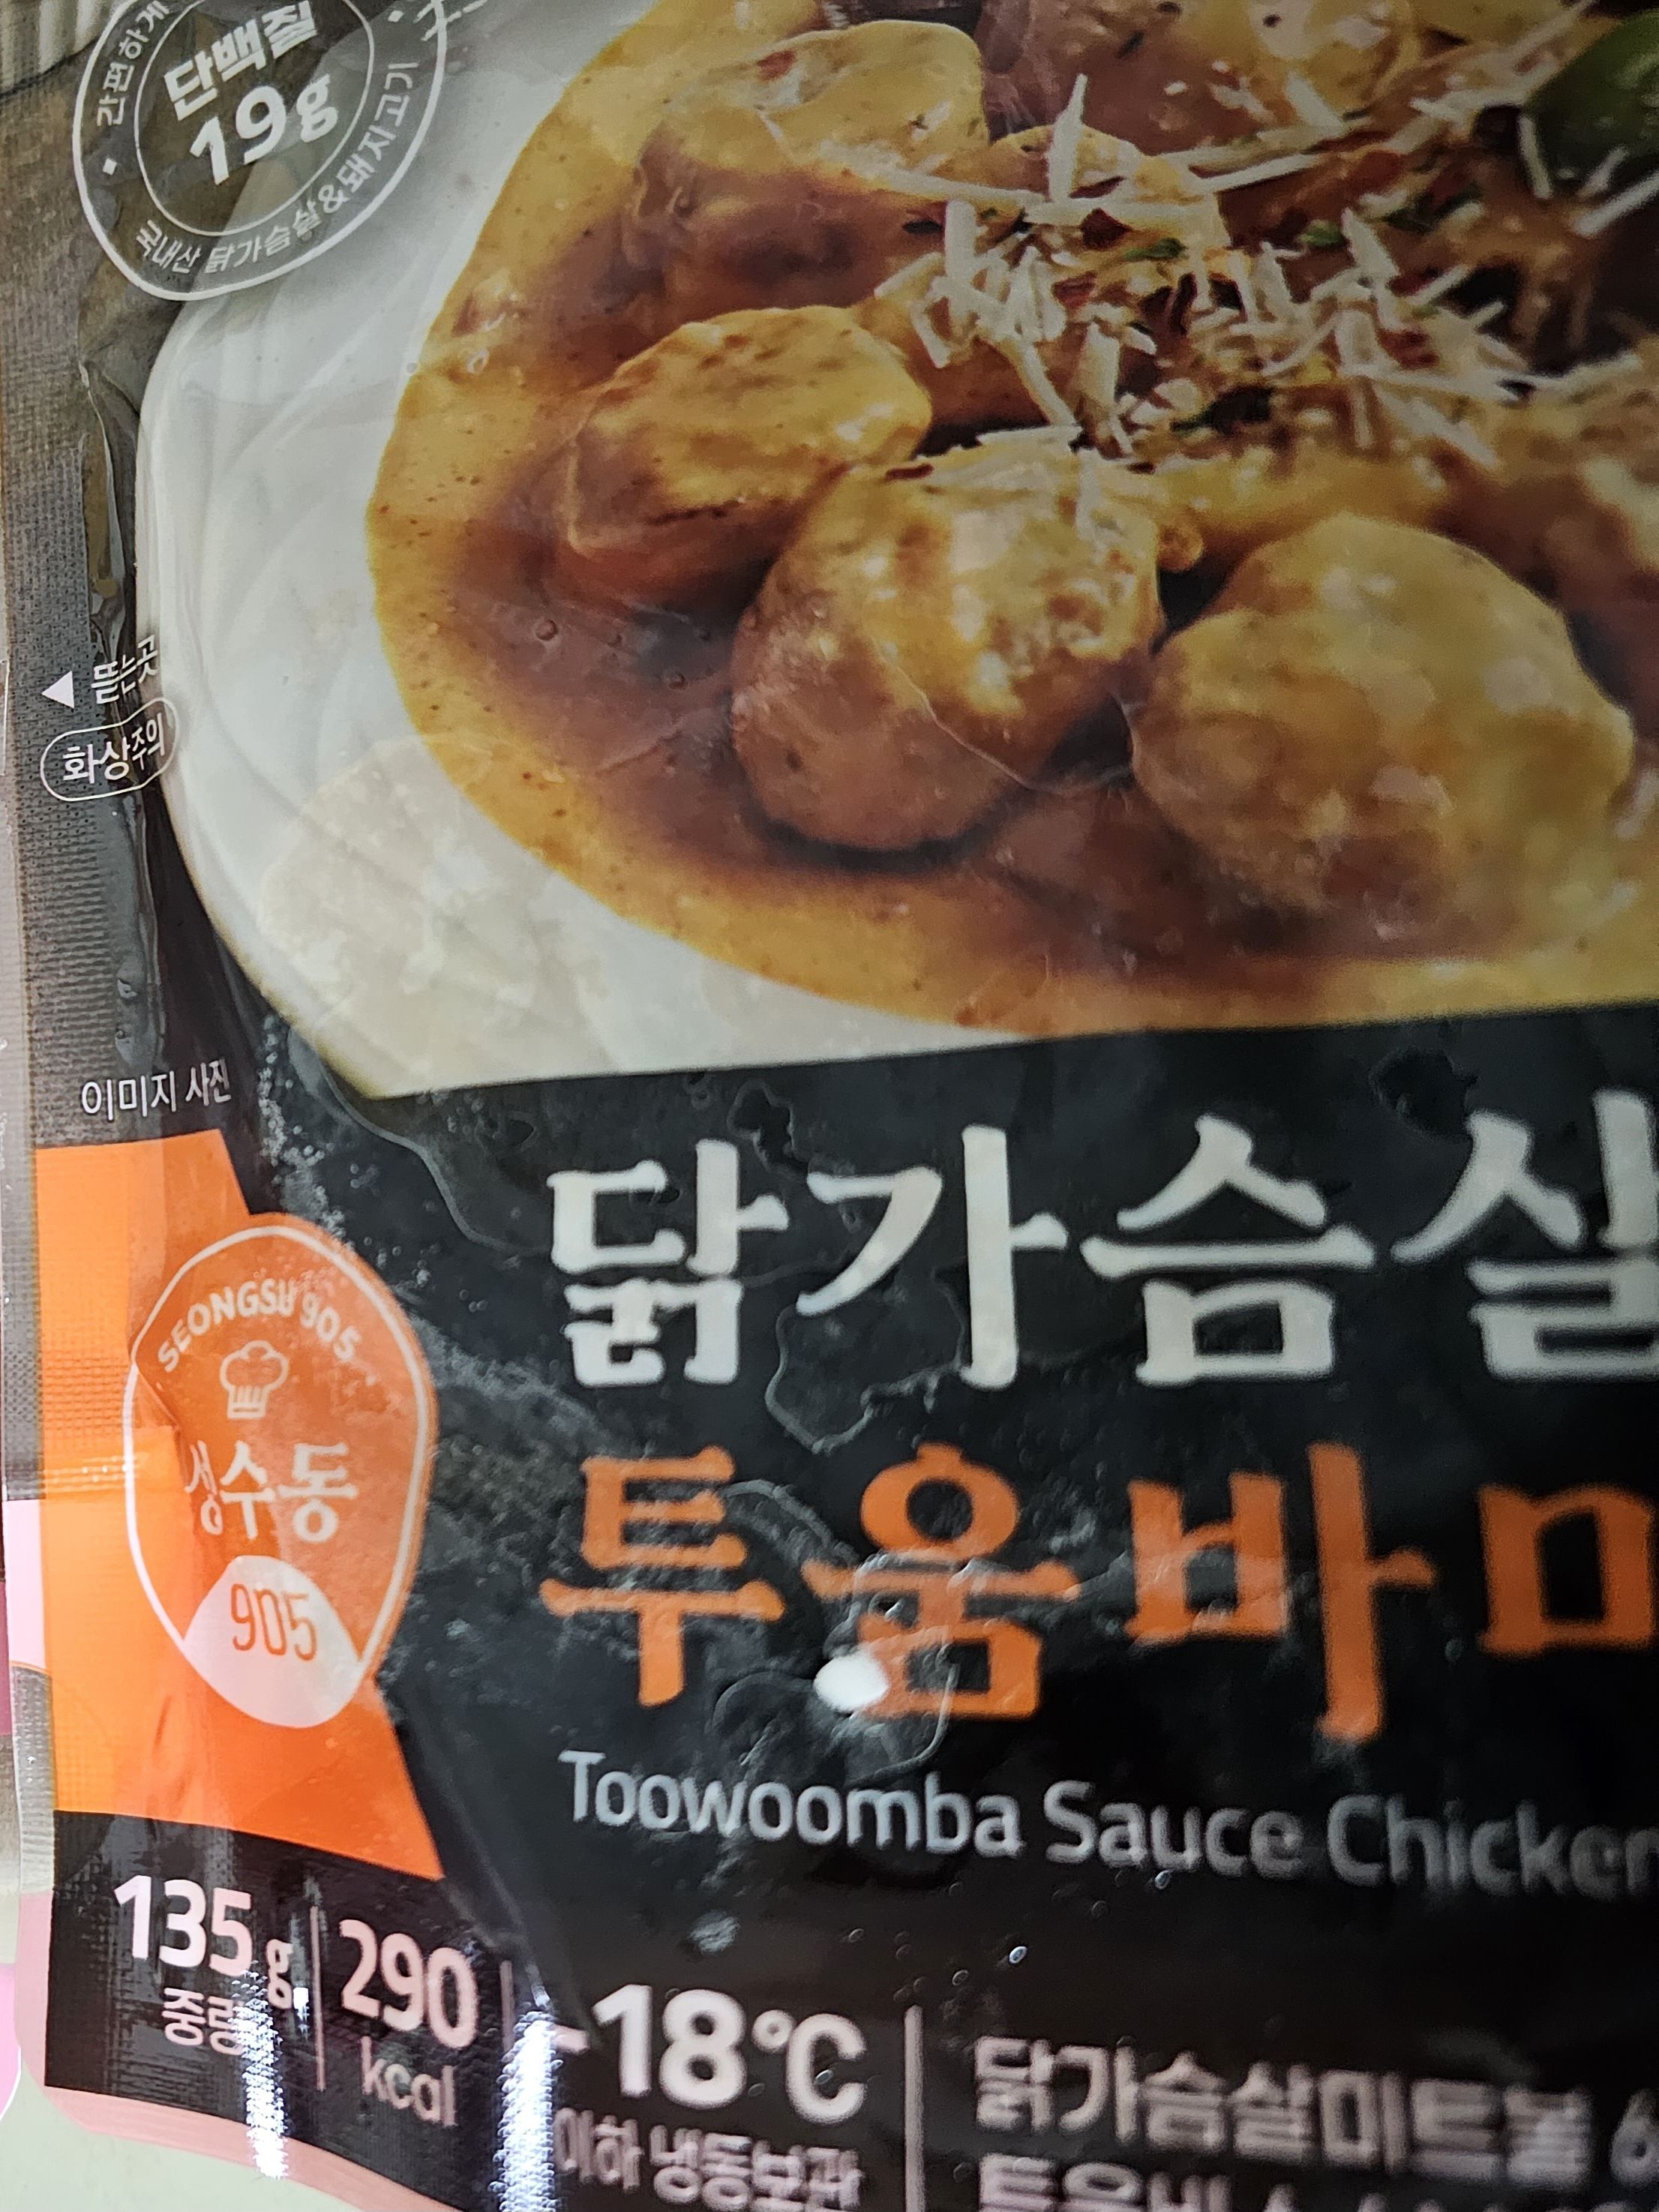 간편하게
단백질
19g
국내산 닭가슴살&돼지고기
◀ 뜯는곳
화상주의
이미지 사진
닭가슴살
투움바
SEONGSU 905
성수동
905
Toowoomba Sauce Chicken
135g
중량
290
kcal
-18℃
이하 냉동보관
닭가슴살미트볼